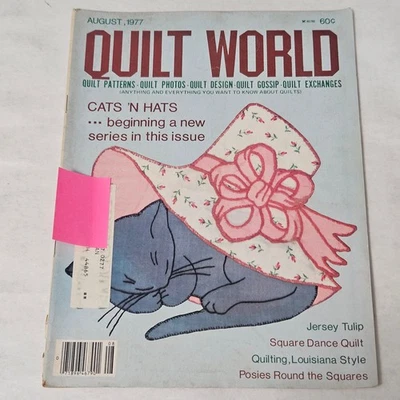 AUGUST, 1977
60¢
QUILT WORLD
QUILT PATTERNS · QUILT PHOTOS · QUILT DESIGN · QUILT GOSSIP · QUILT EXCHANGES
(ANYTHING AND EVERYTHING YOU WANT TO KNOW ABOUT QUILTS)
CATS 'N HATS
••• beginning a new
series in this issue
Jersey Tulip
Square Dance Quilt
Quilting, Louisiana Style
Posies Round the Squares